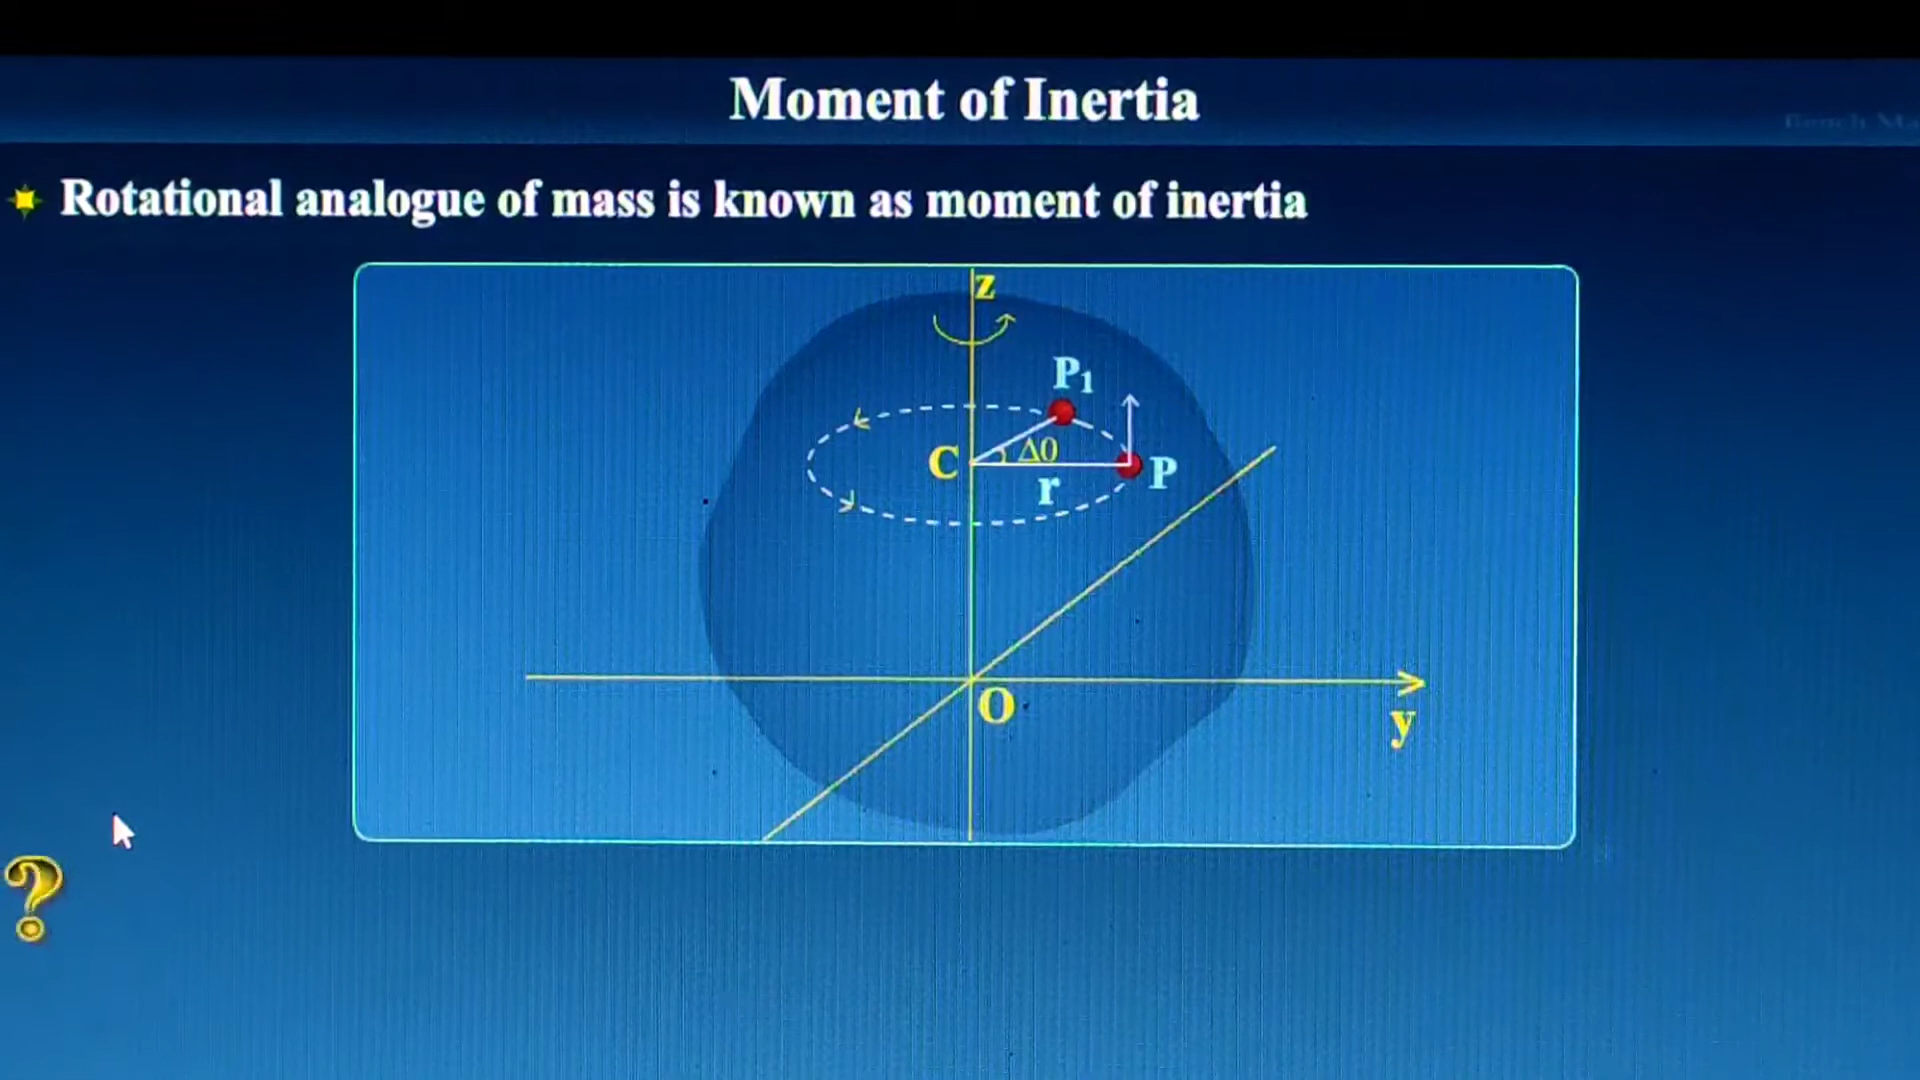 Moment of Inertia
Rotational analogue of mass is known as moment of inertia
z
P₁
C Δθ P
r
O
y
?